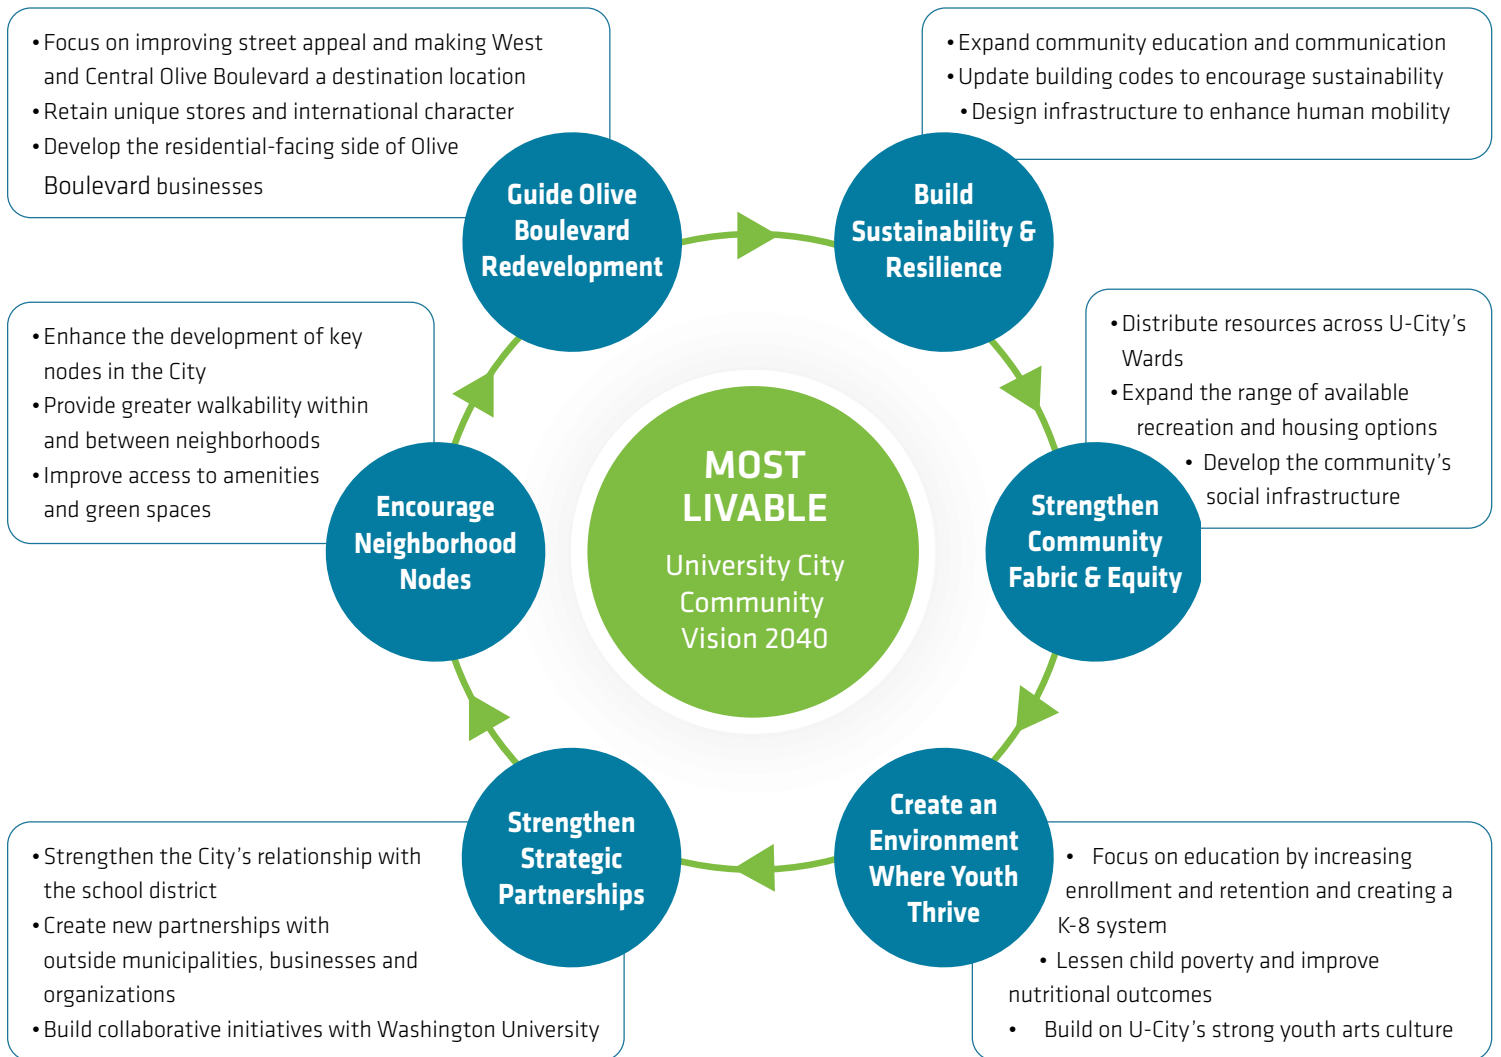 • Focus on improving street appeal and making West
and Central Olive Boulevard a destination location
• Retain unique stores and international character
• Develop the residential-facing side of Olive
Boulevard businesses
Guide Olive
Boulevard
Redevelopment
• Expand community education and communication
• Update building codes to encourage sustainability
• Design infrastructure to enhance human mobility
Build
Sustainability &
Resilience
• Distribute resources across U-City’s
Wards
• Expand the range of available
recreation and housing options
• Develop the community’s
social infrastructure
Strengthen
Community
Fabric & Equity
• Enhance the development of key
nodes in the City
• Provide greater walkability within
and between neighborhoods
• Improve access to amenities
and green spaces
Encourage
Neighborhood
Nodes
MOST
LIVABLE
University City
Community
Vision 2040
• Strengthen the City’s relationship with
the school district
• Create new partnerships with
outside municipalities, businesses and
organizations
• Build collaborative initiatives with Washington University
Strengthen
Strategic
Partnerships
Create an
Environment
Where Youth
Thrive
• Focus on education by increasing
enrollment and retention and creating a
K-8 system
• Lessen child poverty and improve
nutritional outcomes
• Build on U-City’s strong youth arts culture